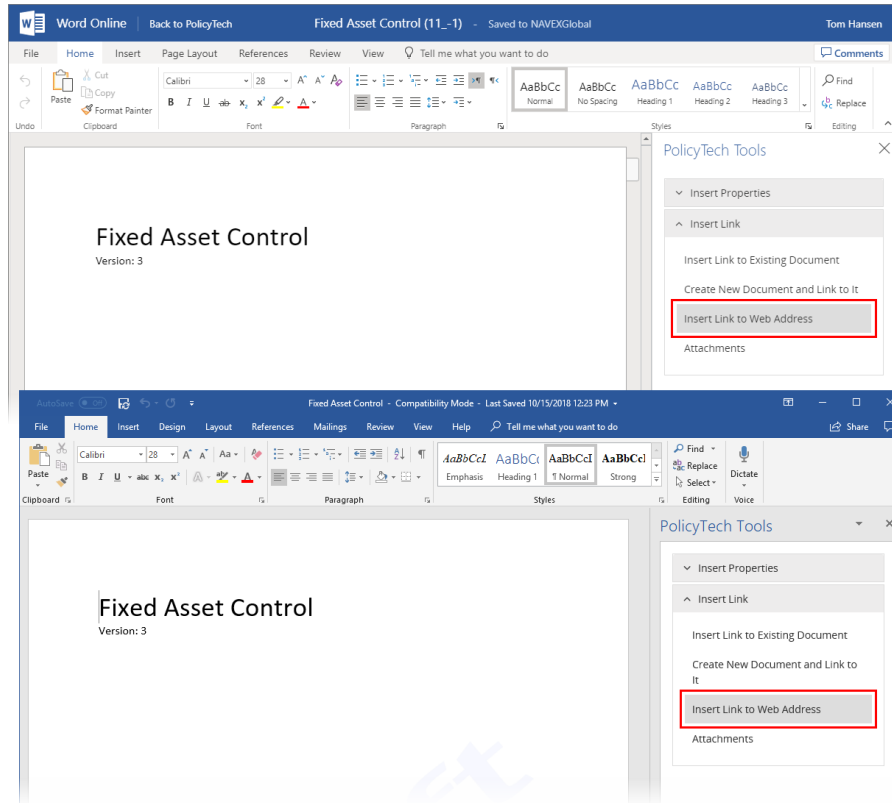 Word Online Back to PolicyTech Fixed Asset Control (11_-1) - Saved to NAVEXGlobal Tom Hansen
File Home Insert Page Layout References Review View Tell me what you want to do Comments
Paste Cut Copy Format Painter
Calibri 28 A A
B I U ab x₂ x² A
AaBbCc AaBbCc AaBbCc AaBbCc AaBbCc
Normal No Spacing Heading 1 Heading 2 Heading 3
Find
Replace
Undo Clipboard Font Paragraph Styles Editing
PolicyTech Tools
Insert Properties
Insert Link
Fixed Asset Control
Version: 3
Insert Link to Existing Document
Create New Document and Link to It
Insert Link to Web Address
Attachments
AutoSave Off Fixed Asset Control - Compatibility Mode - Last Saved 10/15/2018 12:23 PM
File Home Insert Design Layout References Mailings Review View Help Tell me what you want to do Share
Paste
Calibri 28 A A Aa
B I U abc x₂ x² A A
AaBbCcL AaBbC AaBbCcI AaBbCc
Emphasis Heading 1 ¶ Normal Strong
Find
Replace
Select
Dictate
Clipboard Font Paragraph Styles Editing Voice
PolicyTech Tools
Insert Properties
Insert Link
Fixed Asset Control
Version: 3
Insert Link to Existing Document
Create New Document and Link to
It
Insert Link to Web Address
Attachments